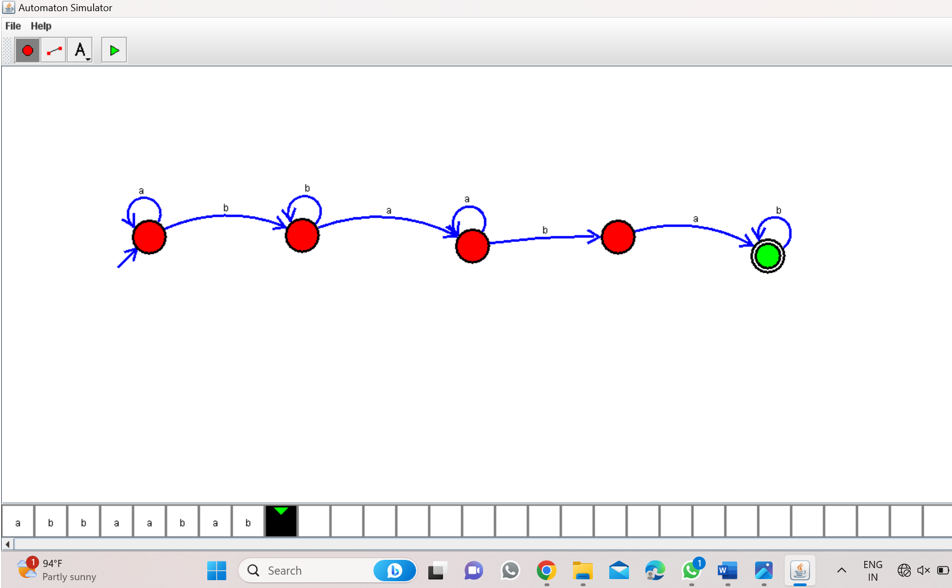 Automaton Simulator
File Help
A
a b a b
b a b a
a b b a a b a b
1 94°F
Partly sunny
Search
b
1
W
ENG
IN